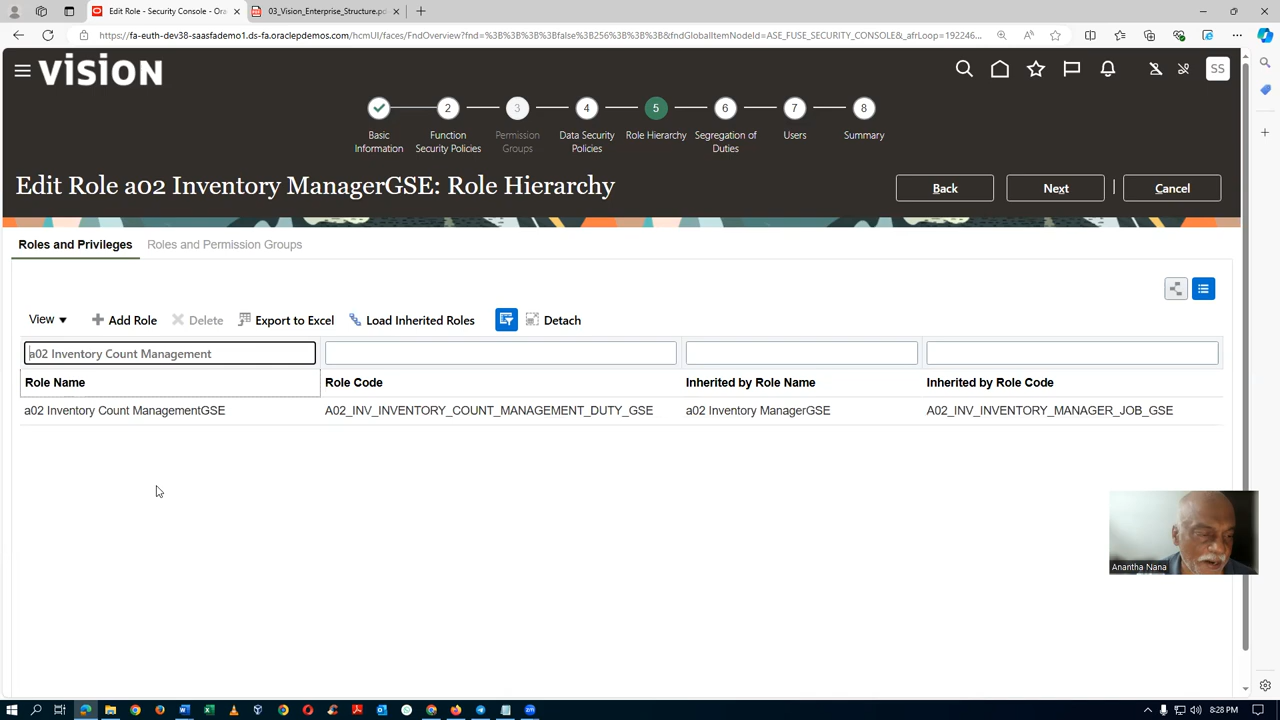 Edit Role - Security Console - Ora
03_Vision_Enterprise_Structure.pd
https://fa-euth-dev38-saasfademo1.ds-fa.oraclepdemos.com/hcmUI/faces/FndOverview?fnd=%3B%3B%3B%3Bfalse%3B256%3B%3B%3B&fndGlobalItemNodeId=ASE_FUSE_SECURITY_CONSOLE&_afrLoop=192246...
VISION
SS
1 2 3 4 5 6 7 8
Basic Information
Function Security Policies
Permission Groups
Data Security Policies
Role Hierarchy
Segregation of Duties
Users
Summary
Edit Role a02 Inventory ManagerGSE: Role Hierarchy
Back
Next
Cancel
Roles and Privileges
Roles and Permission Groups
View
Add Role
Delete
Export to Excel
Load Inherited Roles
Detach
a02 Inventory Count Management
Role Name
Role Code
Inherited by Role Name
Inherited by Role Code
a02 Inventory Count ManagementGSE
A02_INV_INVENTORY_COUNT_MANAGEMENT_DUTY_GSE
a02 Inventory ManagerGSE
A02_INV_INVENTORY_MANAGER_JOB_GSE
Anantha Nana
8:28 PM